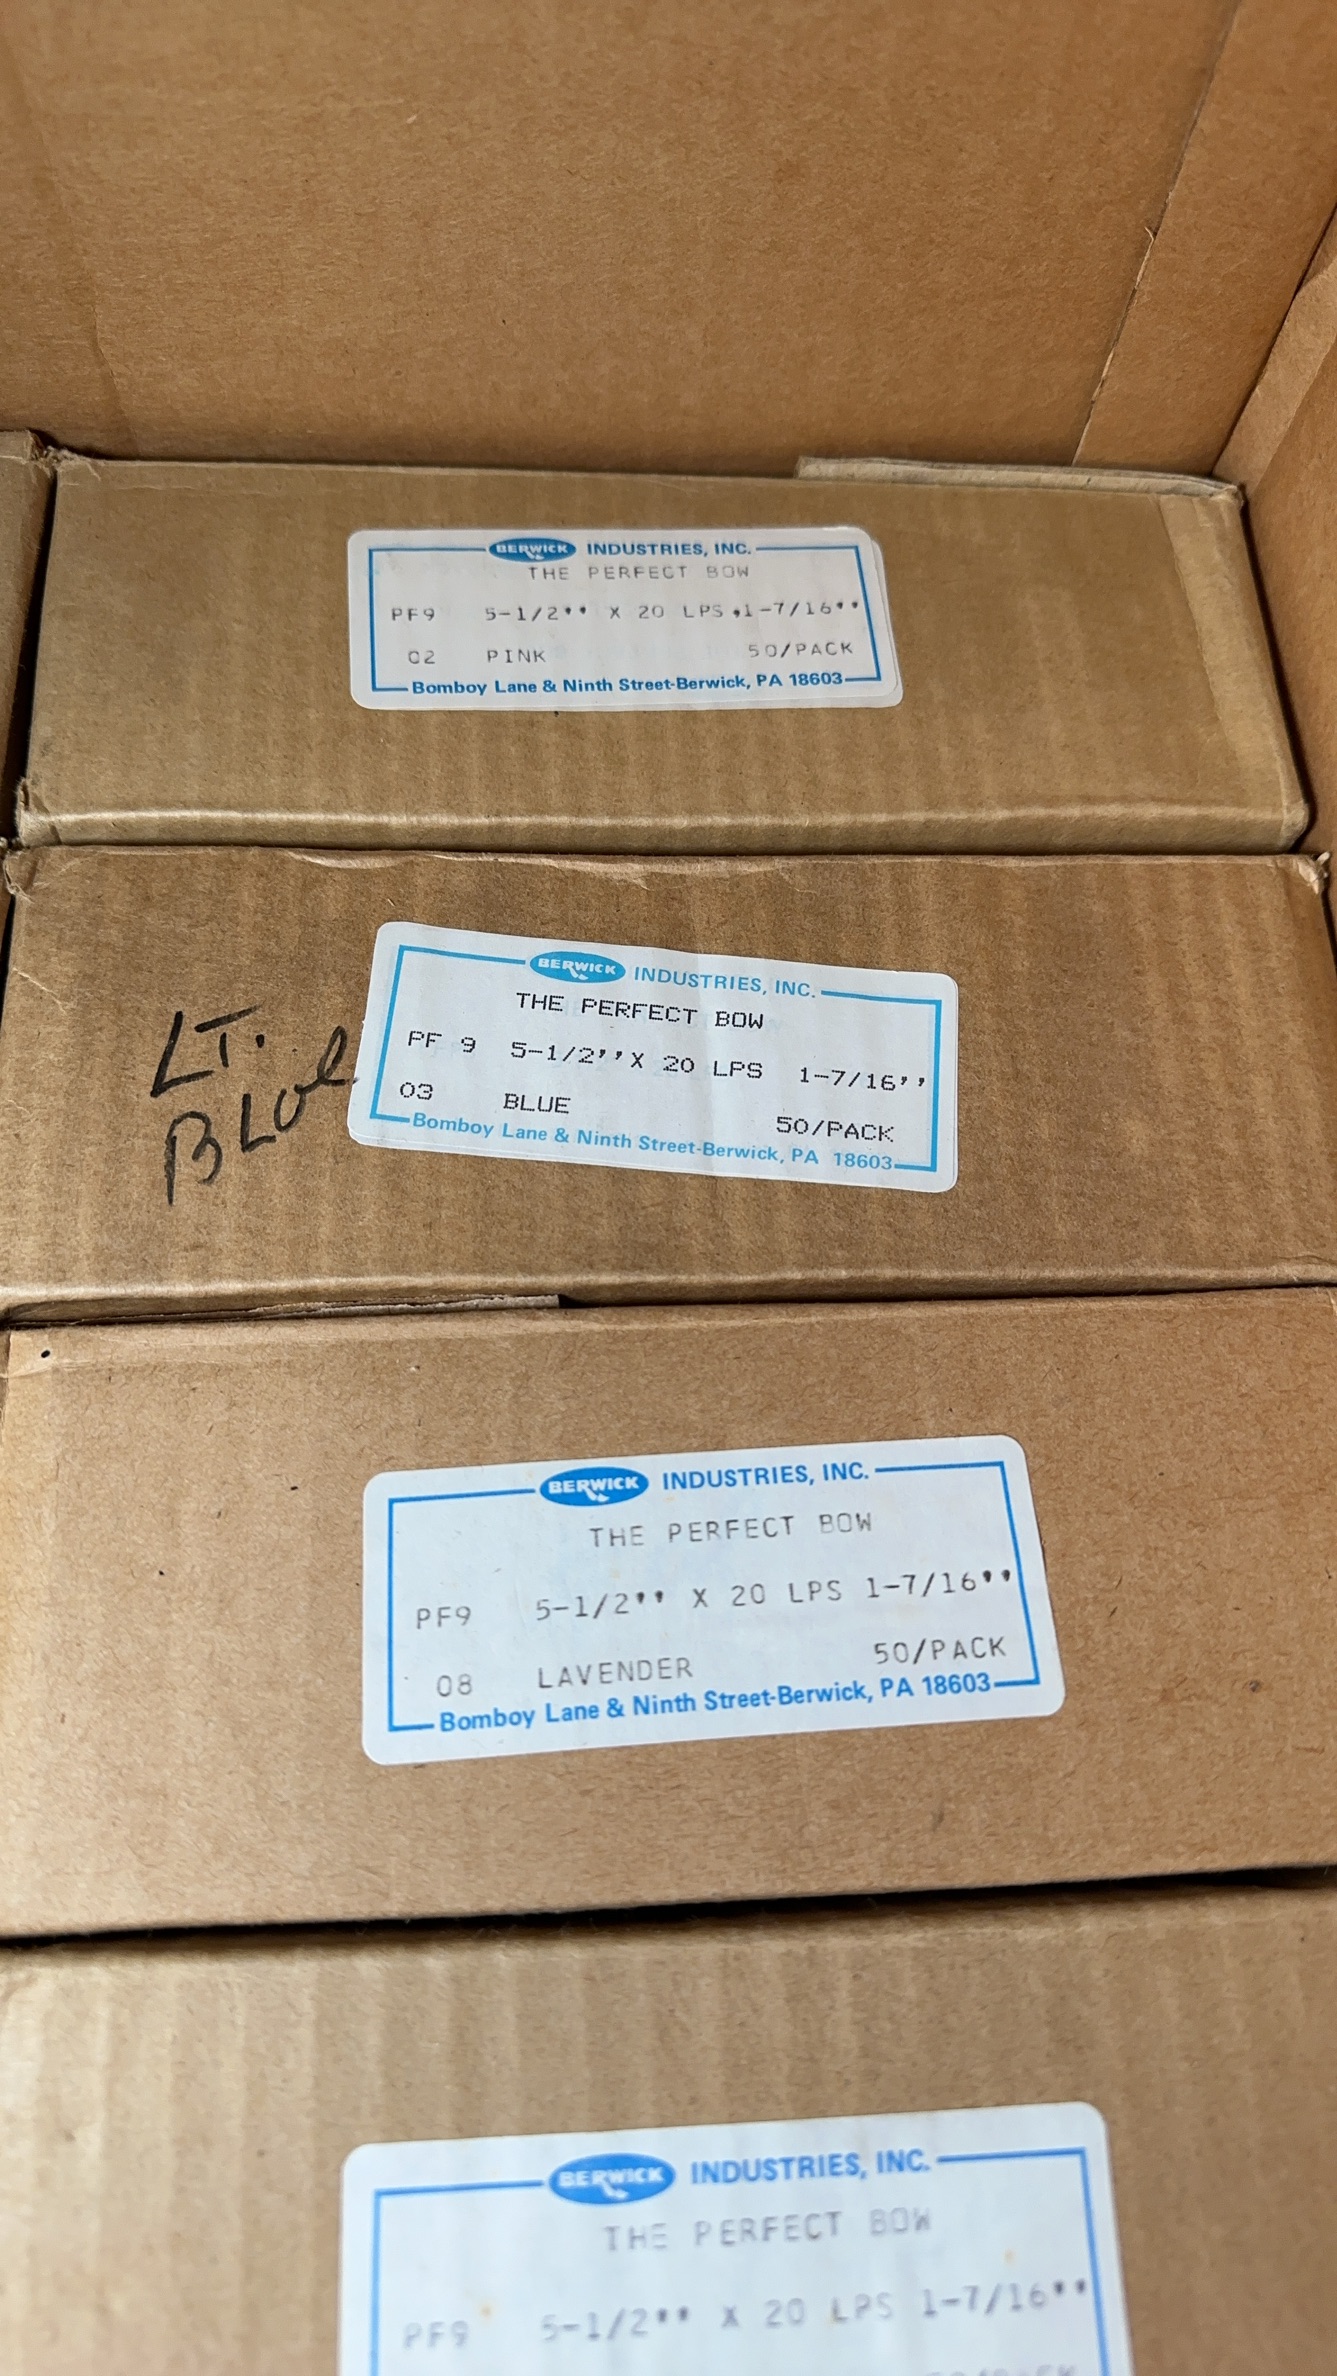 BERWICK INDUSTRIES, INC.
THE PERFECT BOW
PF9 5-1/2'' X 20 LPS .1-7/16''
02 PINK 50/PACK
Bomboy Lane & Ninth Street-Berwick, PA 18603
LT.
BLUE
BERWICK INDUSTRIES, INC.
THE PERFECT BOW
PF 9 5-1/2'' X 20 LPS 1-7/16''
03 BLUE 50/PACK
Bomboy Lane & Ninth Street-Berwick, PA 18603
BERWICK INDUSTRIES, INC.
THE PERFECT BOW
PF9 5-1/2'' X 20 LPS 1-7/16''
08 LAVENDER 50/PACK
Bomboy Lane & Ninth Street-Berwick, PA 18603
BERWICK INDUSTRIES, INC.
THE PERFECT BOW
PF9 5-1/2'' X 20 LPS 1-7/16''